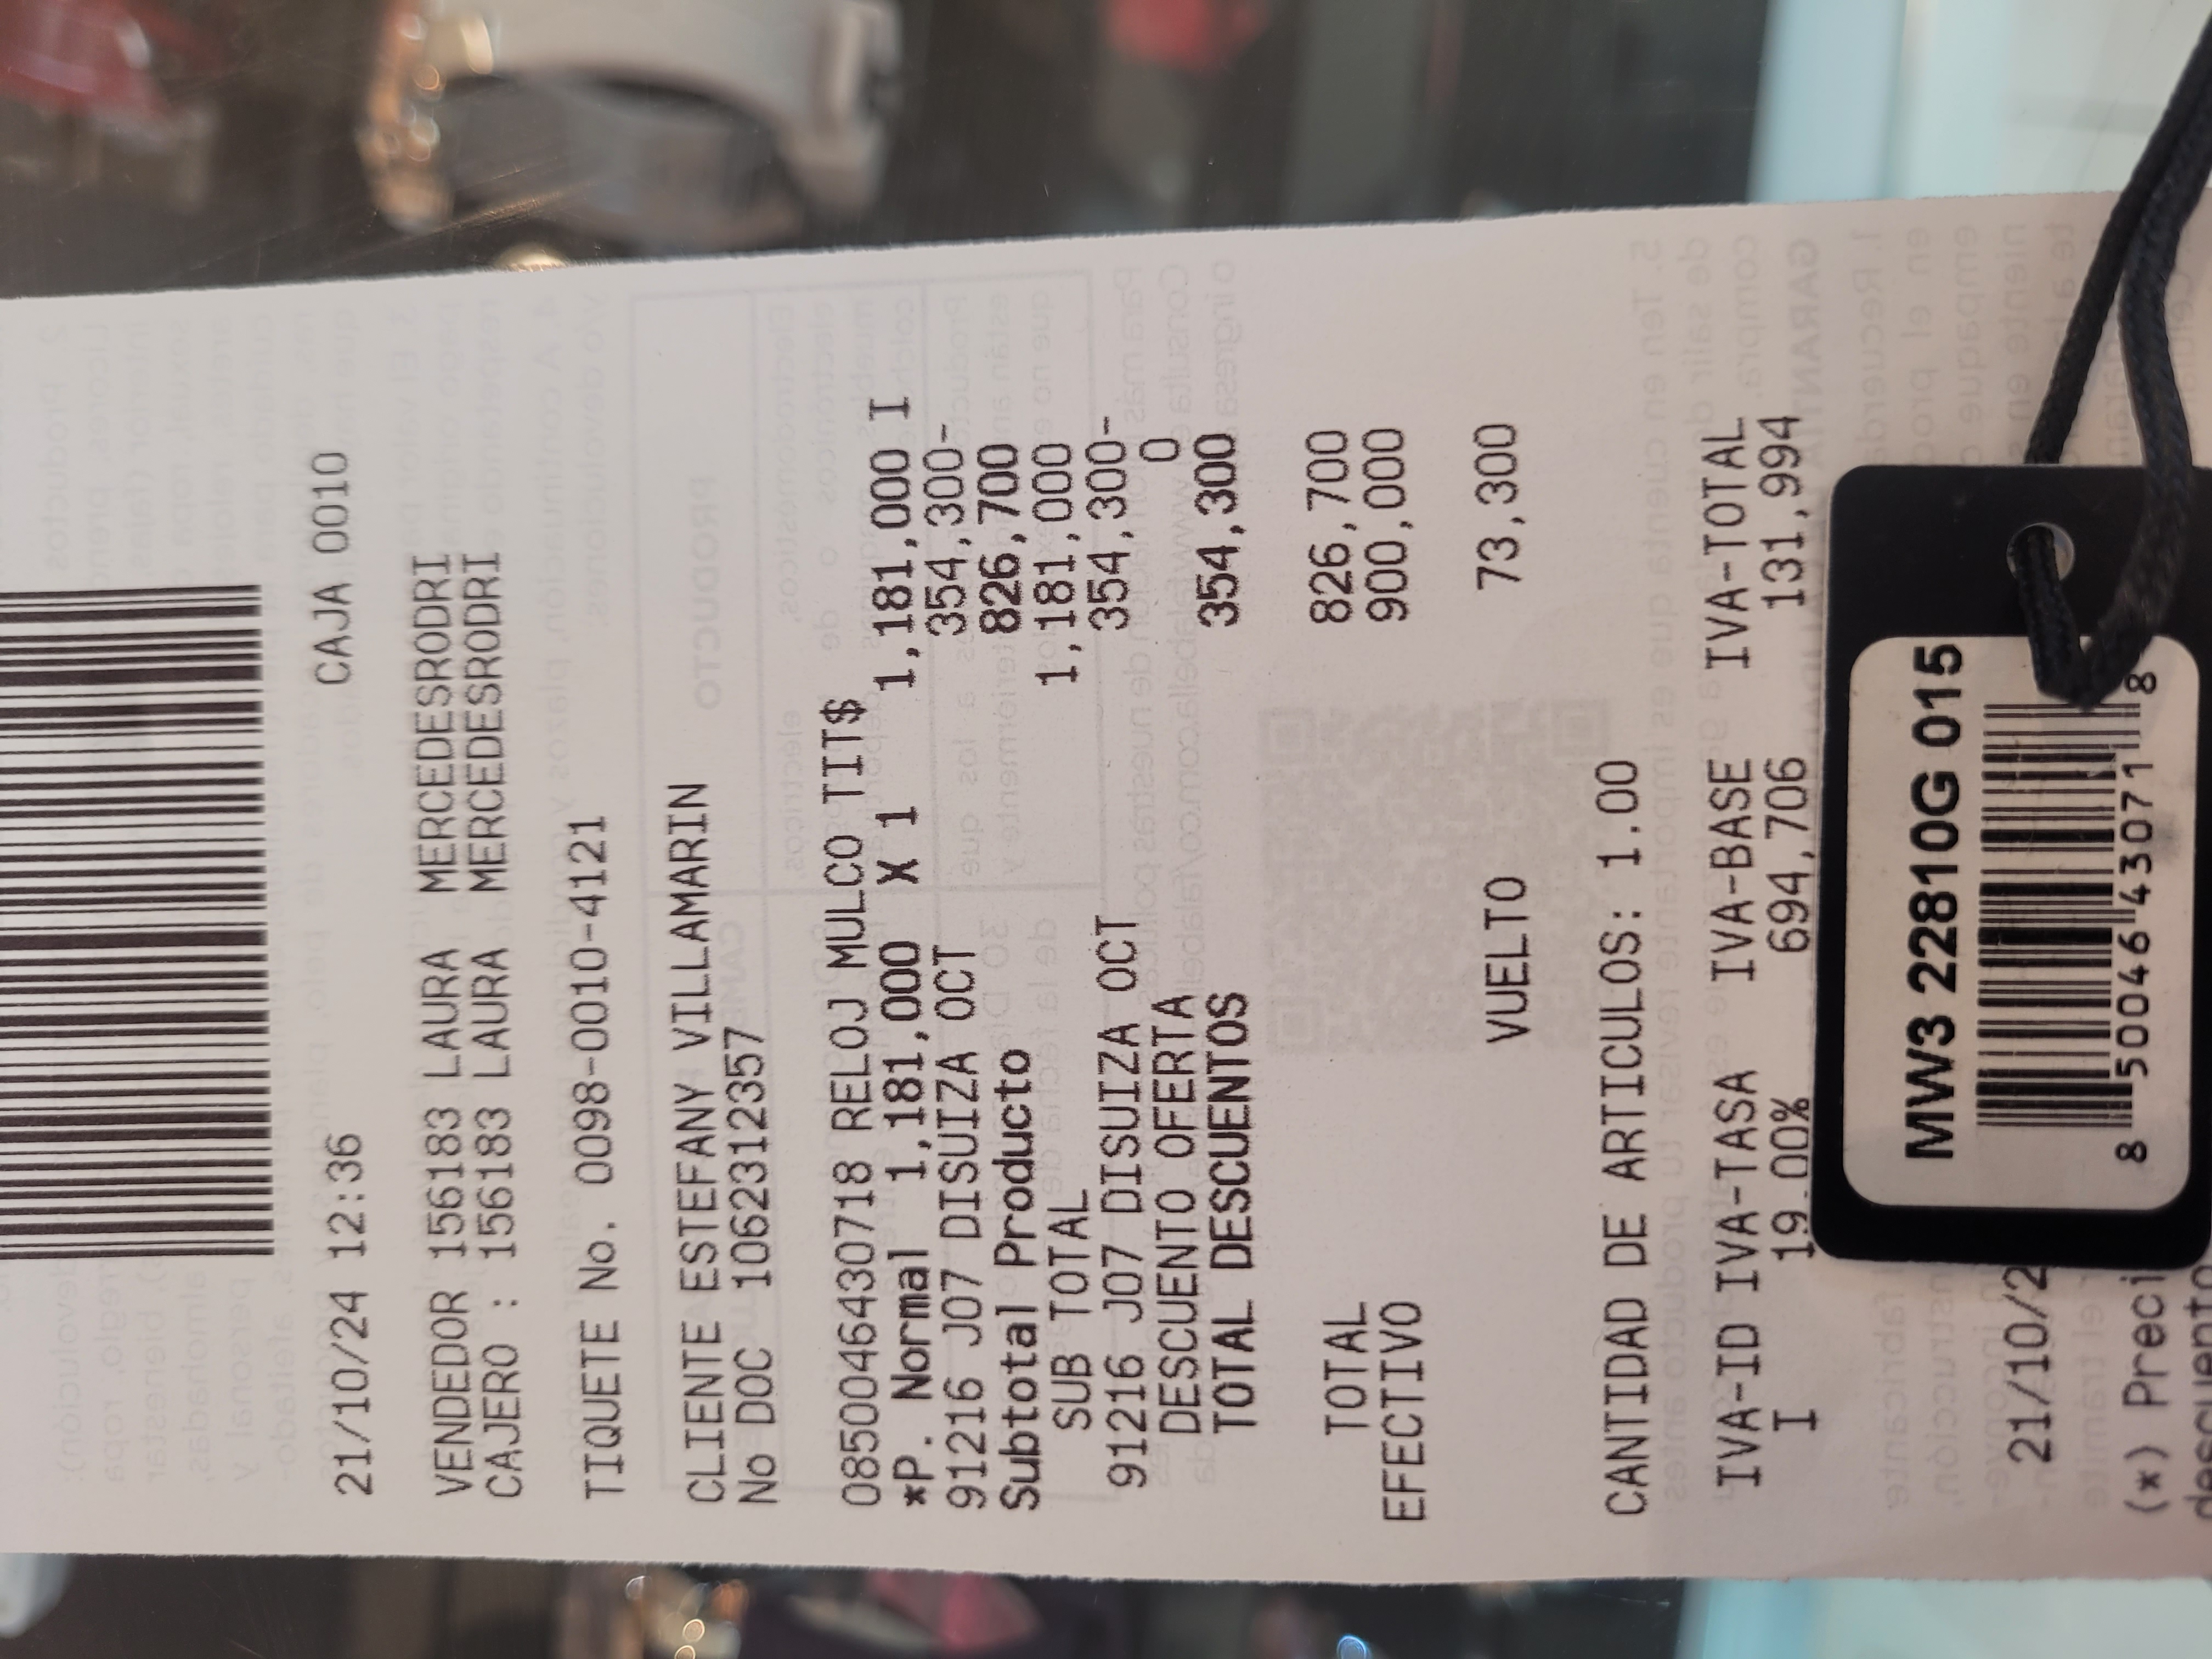 21/10/24 12:36 CAJA 0010
VENDEDOR 156183 LAURA MERCEDESRODRI
CAJERO : 156183 LAURA MERCEDESRODRI
TIQUETE No. 0098-0010-4121
CLIENTE ESTEFANY VILLAMARIN
No DOC 1062312357
0850046430718 RELOJ MULCO TIT$
*P. Normal 1,181,000 X 1 1,181,000 I
91216 J07 DISUIZA OCT 354,300-
Subtotal Producto 826,700
SUB TOTAL 1,181,000
91216 J07 DISUIZA OCT 354,300-
DESCUENTO OFERTA 0
TOTAL DESCUENTOS 354,300
TOTAL 826,700
EFECTIVO 900,000
VUELTO 73,300
CANTIDAD DE ARTICULOS: 1.00
IVA-ID IVA-TASA IVA-BASE IVA-TOTAL
I 19.00% 694,706 131,994
21/10/2
(*) Preci
descuento
MW3 22810G 015
8 50046 43071 8